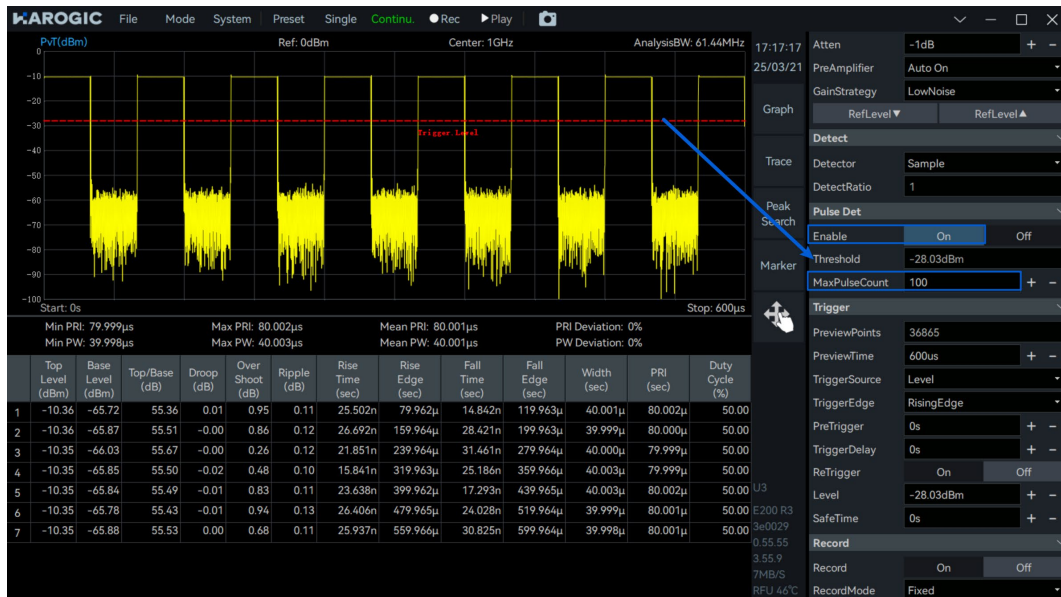 HAROGIC File Mode System Preset Single Continu. Rec Play
PvT(dBm) Ref: 0dBm Center: 1GHz AnalysisBW: 61.44MHz
0
-10
-20
-30
-40
-50
-60
-70
-80
-90
-100
Trigger Level
Start: 0s Stop: 600µs
Min PRI: 79.999µs Max PRI: 80.002µs Mean PRI: 80.001µs PRI Deviation: 0%
Min PW: 39.998µs Max PW: 40.003µs Mean PW: 40.001µs PW Deviation: 0%
Top Level (dBm) Base Level (dBm) Top/Base (dB) Droop (dB) Over Shoot (dB) Ripple (dB) Rise Time (sec) Rise Edge (sec) Fall Time (sec) Fall Edge (sec) Width (sec) PRI (sec) Duty Cycle (%)
1 -10.36 -65.72 55.36 0.01 0.95 0.11 25.502n 79.962µ 14.842n 119.963µ 40.001µ 80.002µ 50.00
2 -10.36 -65.87 55.51 -0.00 0.86 0.12 26.692n 159.964µ 28.421n 199.963µ 39.999µ 80.000µ 50.00
3 -10.35 -66.03 55.67 -0.00 0.26 0.12 21.851n 239.964µ 31.461n 279.964µ 40.000µ 79.999µ 50.00
4 -10.35 -65.85 55.50 -0.02 0.48 0.10 15.841n 319.963µ 25.186n 359.966µ 40.003µ 79.999µ 50.00
5 -10.35 -65.84 55.49 -0.01 0.83 0.11 23.638n 399.962µ 17.293n 439.965µ 40.003µ 80.002µ 50.00
6 -10.35 -65.78 55.43 -0.01 0.94 0.13 26.406n 479.965µ 24.028n 519.964µ 39.999µ 80.001µ 50.00
7 -10.35 -65.88 55.53 0.00 0.68 0.11 25.937n 559.966µ 30.825n 599.964µ 39.998µ 80.001µ 50.00
17:17:17
25/03/21
Graph
Trace
Peak
Search
Marker
U3
E200 R3
3e0029
0.55.55
3.55.9
7MB/S
RFU 46°C
Atten -1dB + -
PreAmplifier Auto On
GainStrategy LowNoise
RefLevel▼ RefLevel▲
Detect
Detector Sample
DetectRatio 1
Pulse Det
Enable On Off
Threshold -28.03dBm
MaxPulseCount 100 + -
Trigger
PreviewPoints 36865
PreviewTime 600us + -
TriggerSource Level
TriggerEdge RisingEdge
PreTrigger 0s + -
TriggerDelay 0s + -
ReTrigger On Off
Level -28.03dBm + -
SafeTime 0s + -
Record
Record On Off
RecordMode Fixed